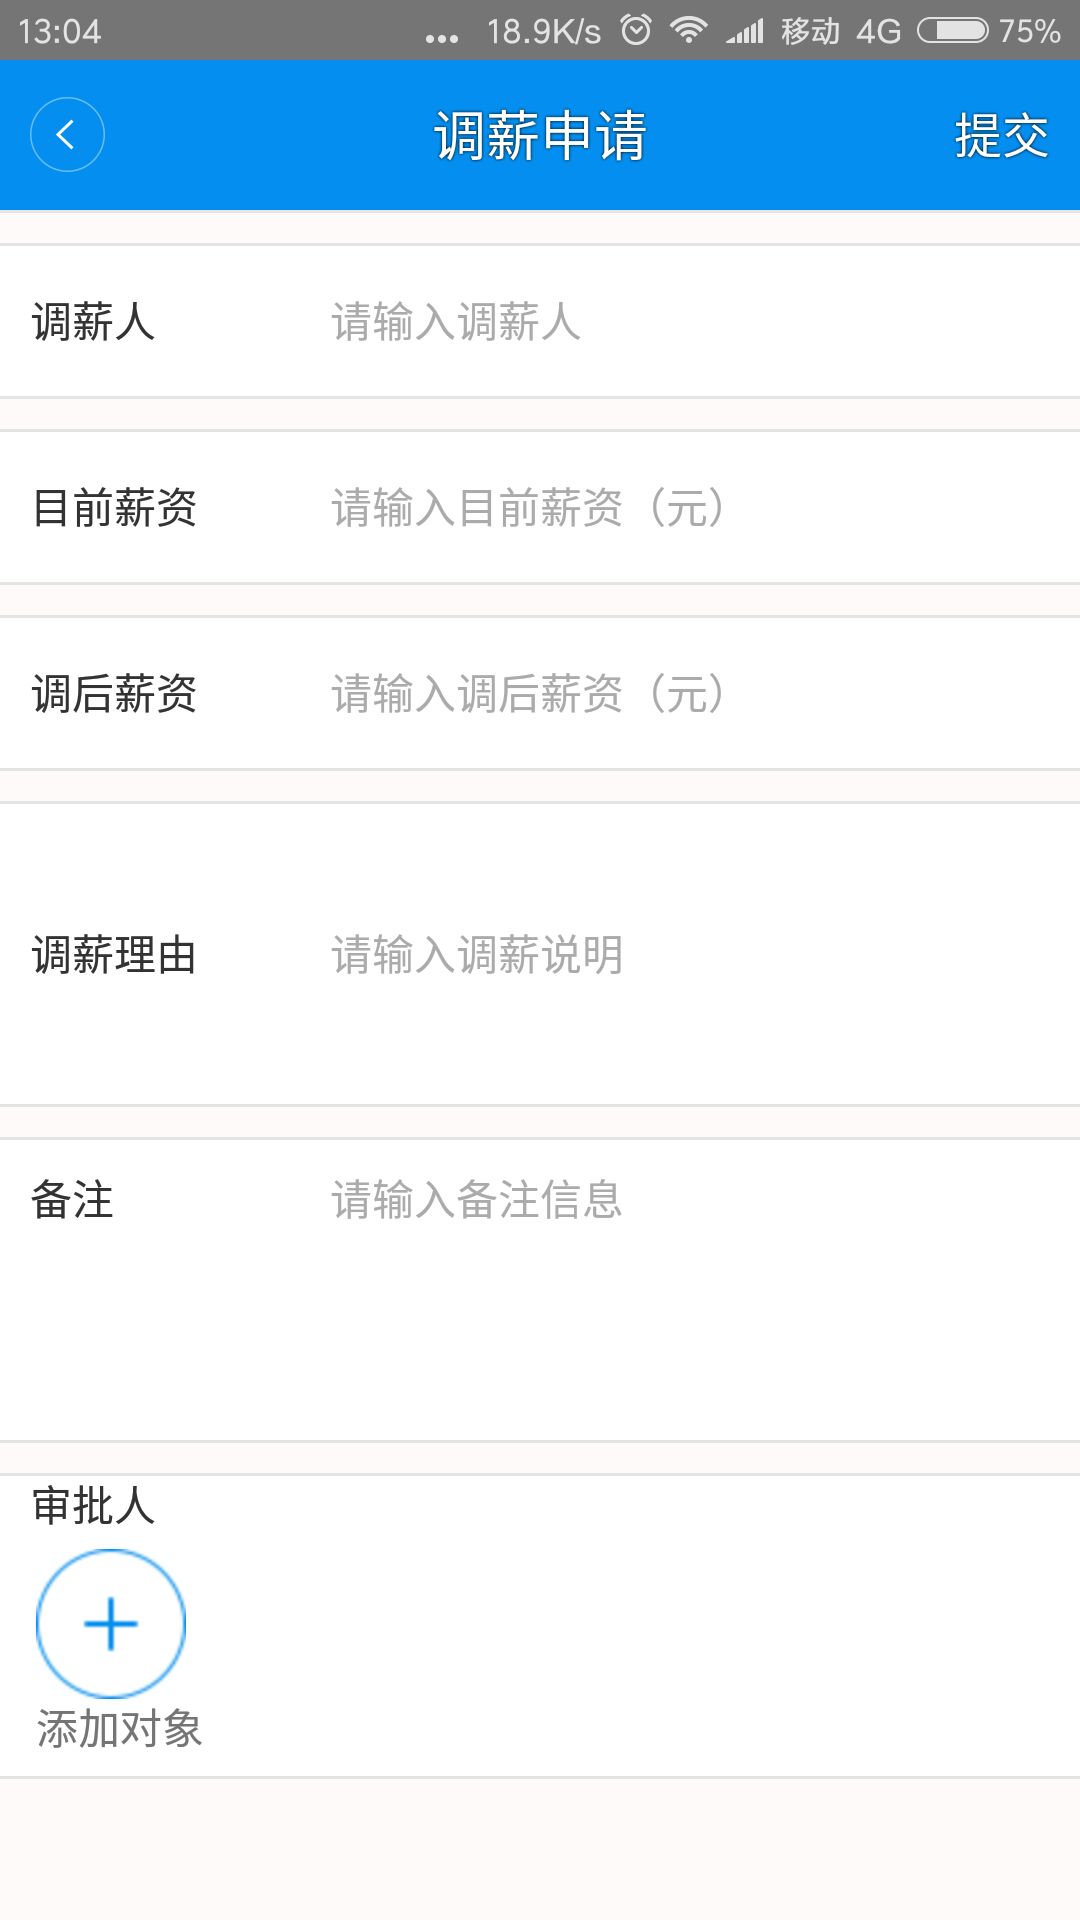 13:04 ... 18.9K/s 移动 4G 75%
调薪申请 提交
调薪人 请输入调薪人
目前薪资 请输入目前薪资（元）
调后薪资 请输入调后薪资（元）
调薪理由 请输入调薪说明
备注 请输入备注信息
审批人
添加对象